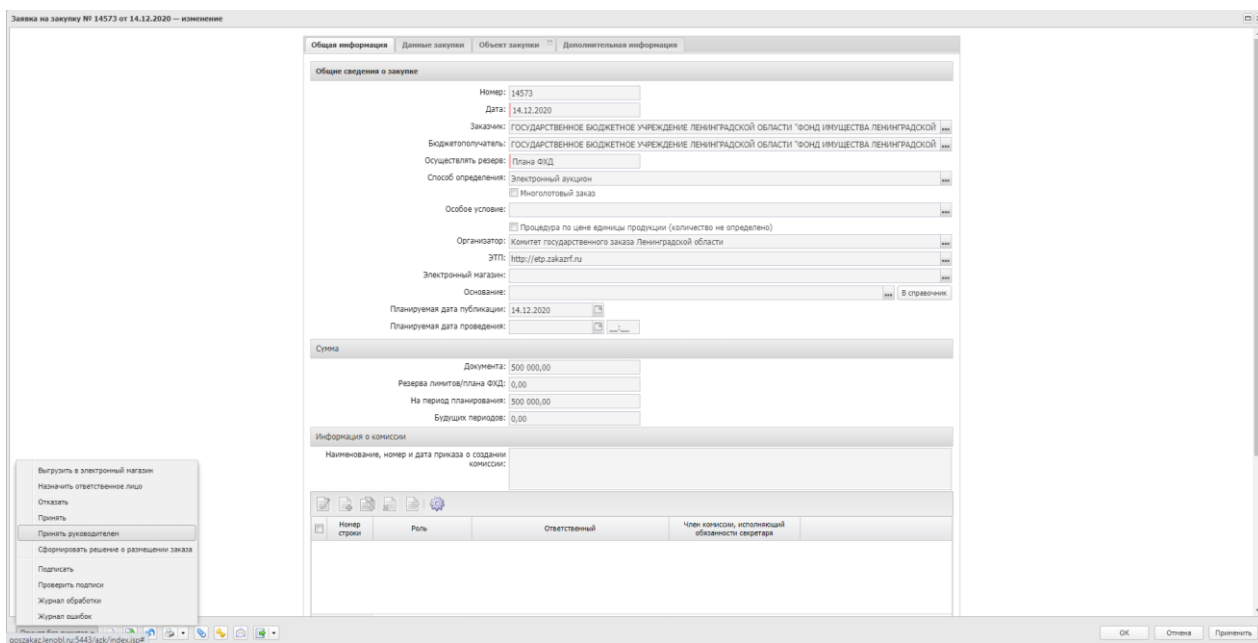 Заявка на закупку № 14573 от 14.12.2020 — изменение
Общая информация Данные закупки Объект закупки Дополнительная информация
Общие сведения о закупке
Номер: 14573
Дата: 14.12.2020
Заказчик: ГОСУДАРСТВЕННОЕ БЮДЖЕТНОЕ УЧРЕЖДЕНИЕ ЛЕНИНГРАДСКОЙ ОБЛАСТИ "ФОНД ИМУЩЕСТВА ЛЕНИНГРАДСКОЙ ...
Бюджетополучатель: ГОСУДАРСТВЕННОЕ БЮДЖЕТНОЕ УЧРЕЖДЕНИЕ ЛЕНИНГРАДСКОЙ ОБЛАСТИ "ФОНД ИМУЩЕСТВА ЛЕНИНГРАДСКОЙ ...
Осуществлять резерв: Плана ФХД
Способ определения: Электронный аукцион ...
Многолотовый заказ
Особое условие: ...
Процедура по цене единицы продукции (количество не определено)
Организатор: Комитет государственного заказа Ленинградской области ...
ЭТП: http://etp.zakazrf.ru ...
Электронный магазин: ...
Основание: ... В справочник
Планируемая дата публикации: 14.12.2020
Планируемая дата проведения: __:__
Сумма
Документа: 500 000,00
Резерва лимитов/плана ФХД: 0,00
На период планирования: 500 000,00
Будущих периодов: 0,00
Информация о комиссии
Наименование, номер и дата приказа о создании
комиссии:
Номер строки Роль Ответственный Член комиссии, исполняющий обязанности секретаря
Выгрузить в электронный магазин
Назначить ответственное лицо
Отказать
Принять
Принять руководителем
Сформировать решение о размещении заказа
Подписать
Проверить подписи
Журнал обработки
Журнал ошибок
goszakaz.lenobl.ru:5443/azk/index.jsp#
OK Отмена Применить